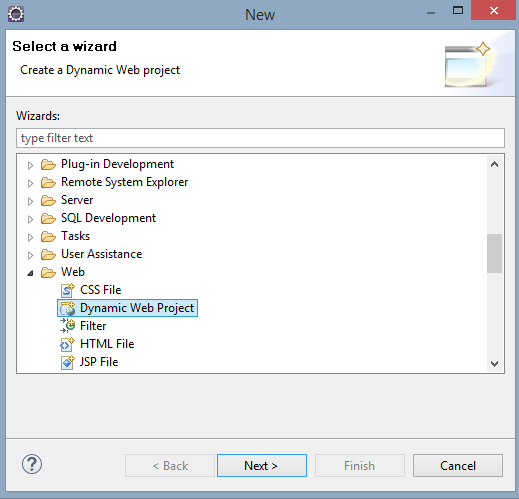 New
Select a wizard
Create a Dynamic Web project
Wizards:
type filter text
Plug-in Development
Remote System Explorer
Server
SQL Development
Tasks
User Assistance
Web
CSS File
Dynamic Web Project
Filter
HTML File
JSP File
? < Back Next > Finish Cancel